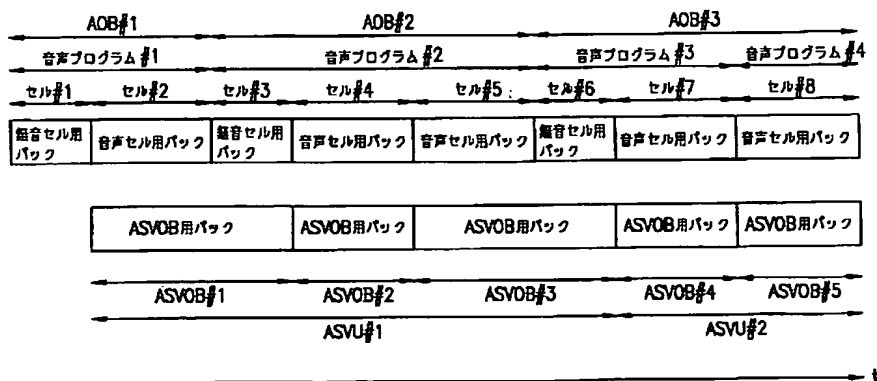 AOB#1 AOB#2 AOB#3
音声プログラム#1 音声プログラム#2 音声プログラム#3 音声プログラム#4
セル#1 セル#2 セル#3 セル#4 セル#5 セル#6 セル#7 セル#8
無音セル用パック 音声セル用パック 無音セル用パック 音声セル用パック 音声セル用パック 無音セル用パック 音声セル用パック 音声セル用パック
ASVOB用パック ASVOB用パック ASVOB用パック ASVOB用パック ASVOB用パック
ASVOB#1 ASVOB#2 ASVOB#3 ASVOB#4 ASVOB#5
ASVU#1 ASVU#2
t